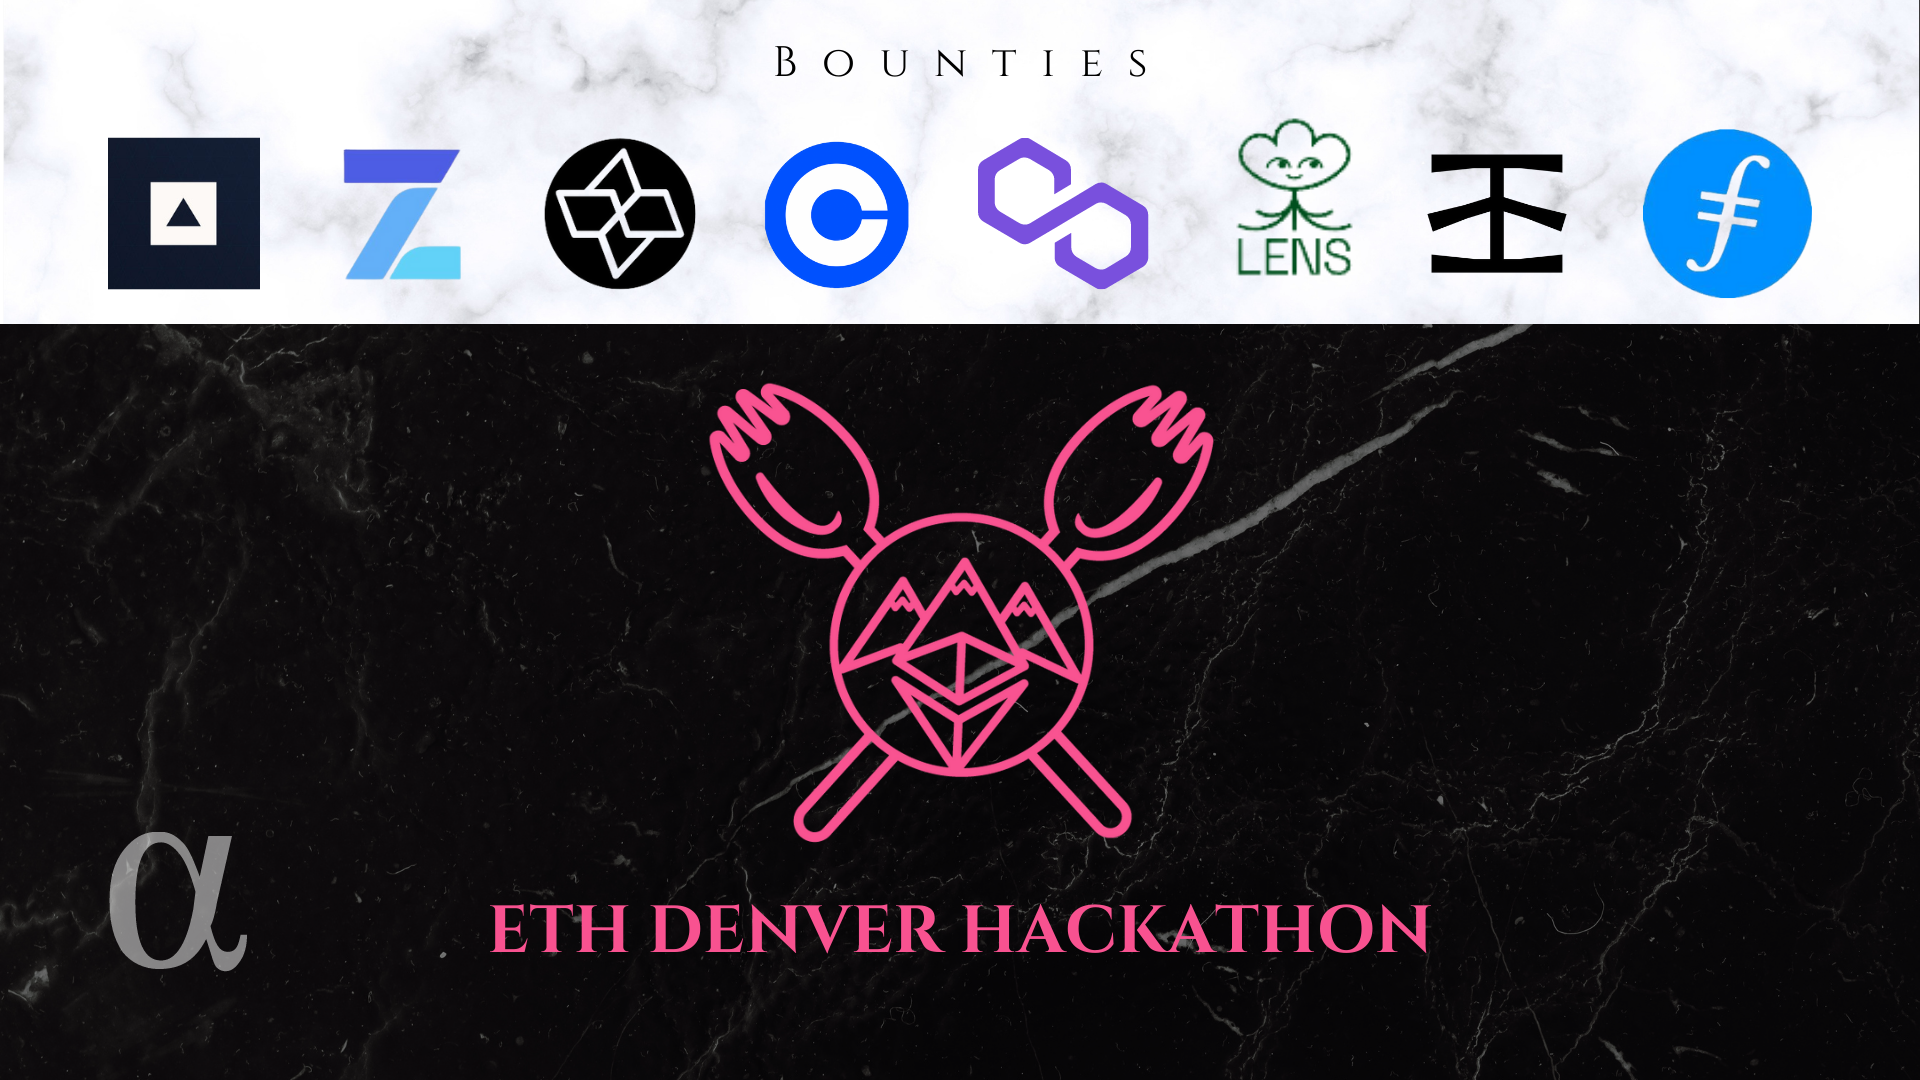 BOUNTIES
LENS
α
ETH DENVER HACKATHON